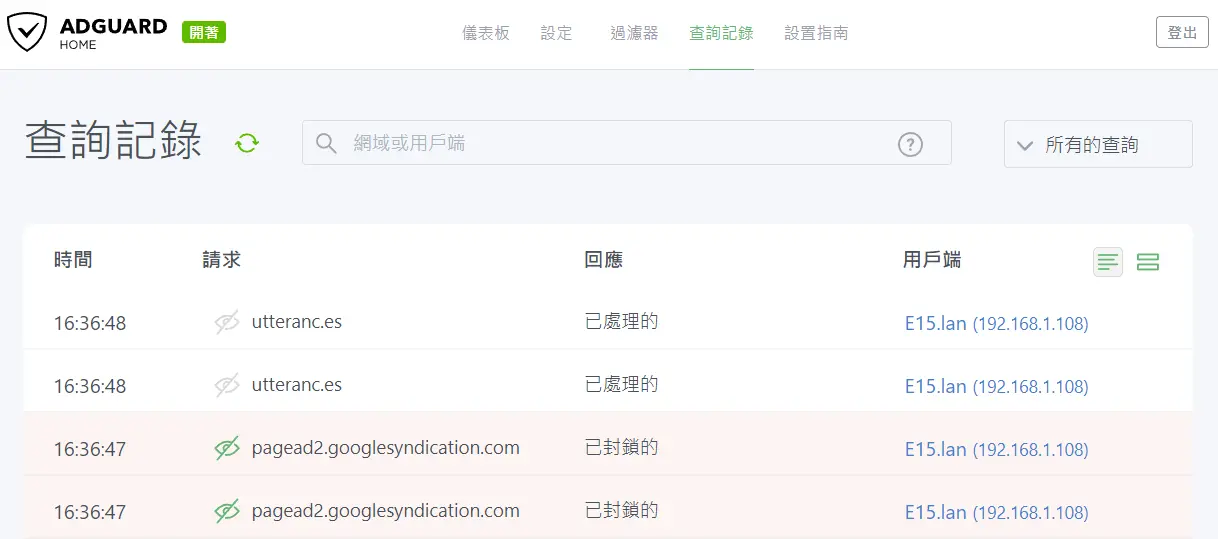 ADGUARD 開著 儀表板 設定 過濾器 查詢記錄 設置指南 登出
HOME
查詢記錄 網域或用戶端 ? 所有的查詢
時間 請求 回應 用戶端
16:36:48 utteranc.es 已處理的 E15.lan (192.168.1.108)
16:36:48 utteranc.es 已處理的 E15.lan (192.168.1.108)
16:36:47 pagead2.googlesyndication.com 已封鎖的 E15.lan (192.168.1.108)
16:36:47 pagead2.googlesyndication.com 已封鎖的 E15.lan (192.168.1.108)